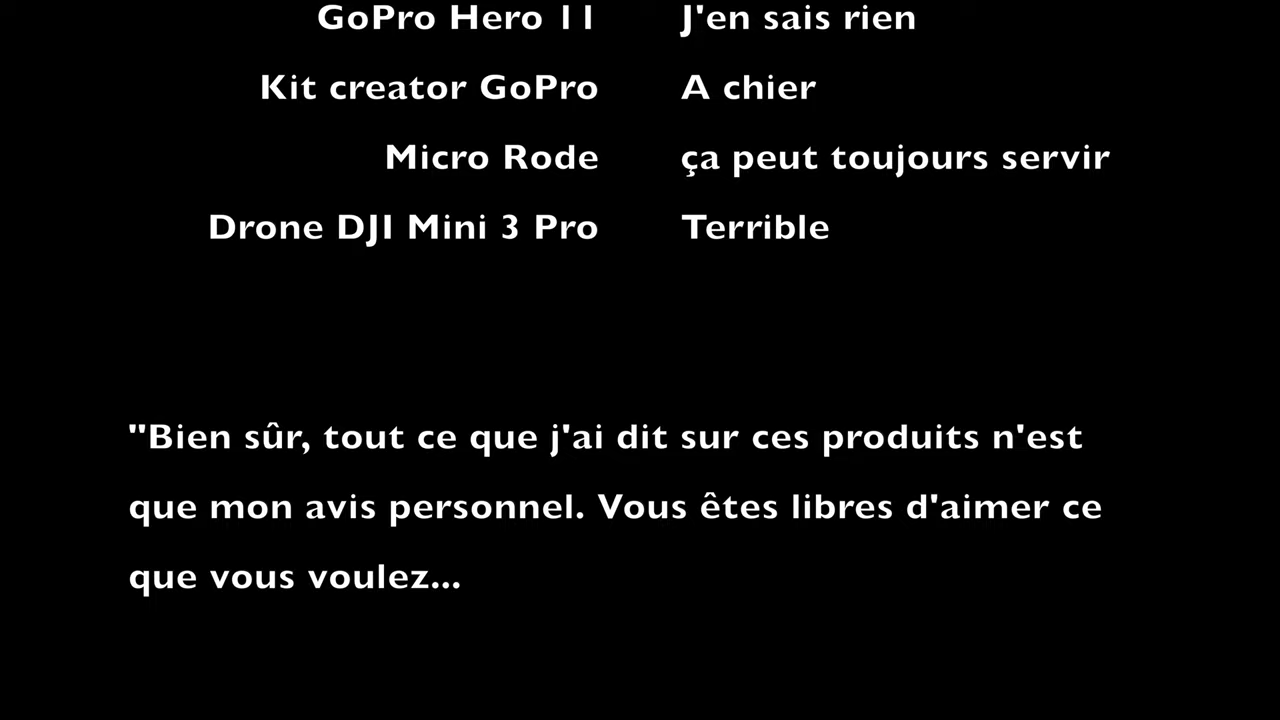 GoPro Hero 11 J'en sais rien
Kit creator GoPro A chier
Micro Rode ça peut toujours servir
Drone DJI Mini 3 Pro Terrible
"Bien sûr, tout ce que j'ai dit sur ces produits n'est
que mon avis personnel. Vous êtes libres d'aimer ce
que vous voulez...